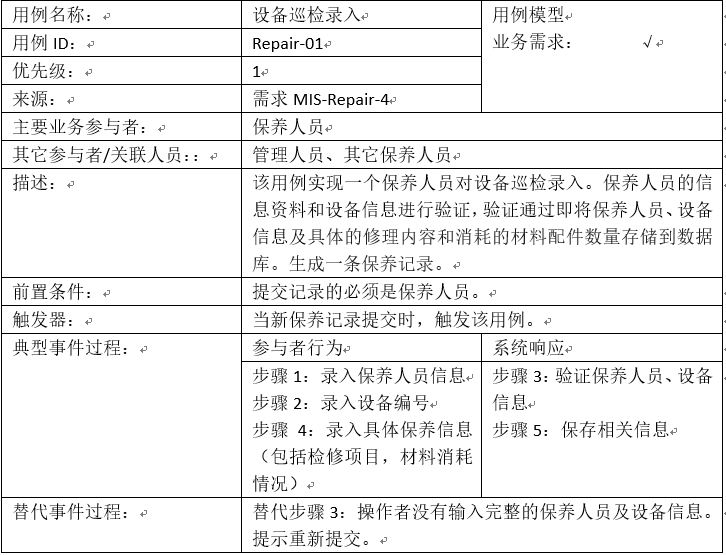 用例名称： 设备巡检录入 用例模型
用例 ID： Repair-01 业务需求： √
优先级： 1
来源： 需求 MIS-Repair-4
主要业务参与者： 保养人员
其它参与者/关联人员：: 管理人员、其它保养人员
描述： 该用例实现一个保养人员对设备巡检录入。保养人员的信
息资料和设备信息进行验证，验证通过即将保养人员、设备
信息及具体的修理内容和消耗的材料配件数量存储到数据
库。生成一条保养记录。
前置条件： 提交记录的必须是保养人员。
触发器： 当新保养记录提交时，触发该用例。
典型事件过程： 参与者行为 系统响应
步骤 1：录入保养人员信息
步骤 2：录入设备编号
步骤 4：录入具体保养信息
（包括检修项目，材料消耗
情况）
步骤 3：验证保养人员、设备
信息
步骤 5：保存相关信息
替代事件过程： 替代步骤 3：操作者没有输入完整的保养人员及设备信息。
提示重新提交。